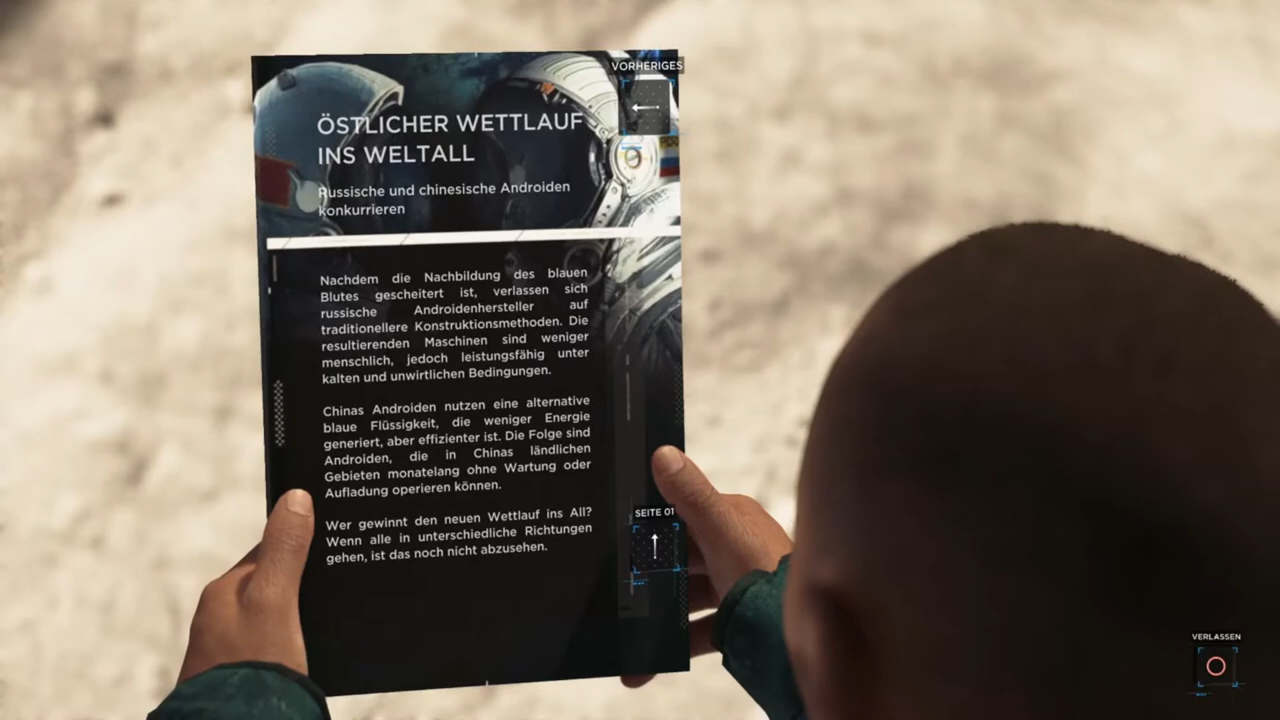 VORHERIGES
ÖSTLICHER WETTLAUF
INS WELTALL
Russische und chinesische Androiden
konkurrieren
Nachdem die Nachbildung des blauen
Blutes gescheitert ist, verlassen sich
russische Androidenhersteller auf
traditionellere Konstruktionsmethoden. Die
resultierenden Maschinen sind weniger
menschlich, jedoch leistungsfähig unter
kalten und unwirtlichen Bedingungen.
Chinas Androiden nutzen eine alternative
blaue Flüssigkeit, die weniger Energie
generiert, aber effizienter ist. Die Folge sind
Androiden, die in Chinas ländlichen
Gebieten monatelang ohne Wartung oder
Aufladung operieren können.
Wer gewinnt den neuen Wettlauf ins All?
Wenn alle in unterschiedliche Richtungen
gehen, ist das noch nicht abzusehen.
SEITE 01
VERLASSEN